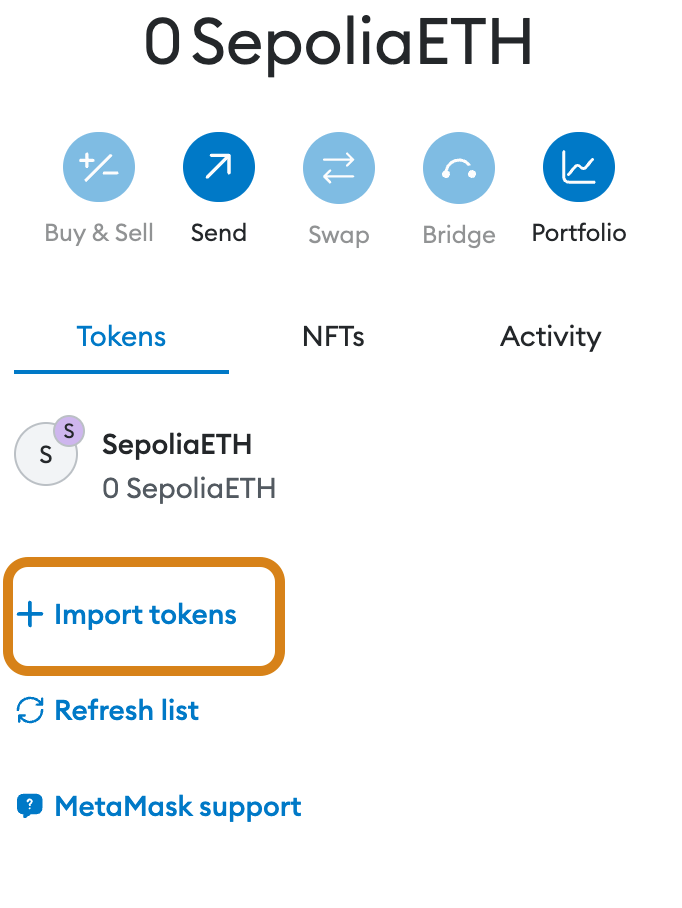 0 SepoliaETH
Buy & Sell Send Swap Bridge Portfolio
Tokens NFTs Activity
S
S
SepoliaETH
0 SepoliaETH
+ Import tokens
Refresh list
? MetaMask support